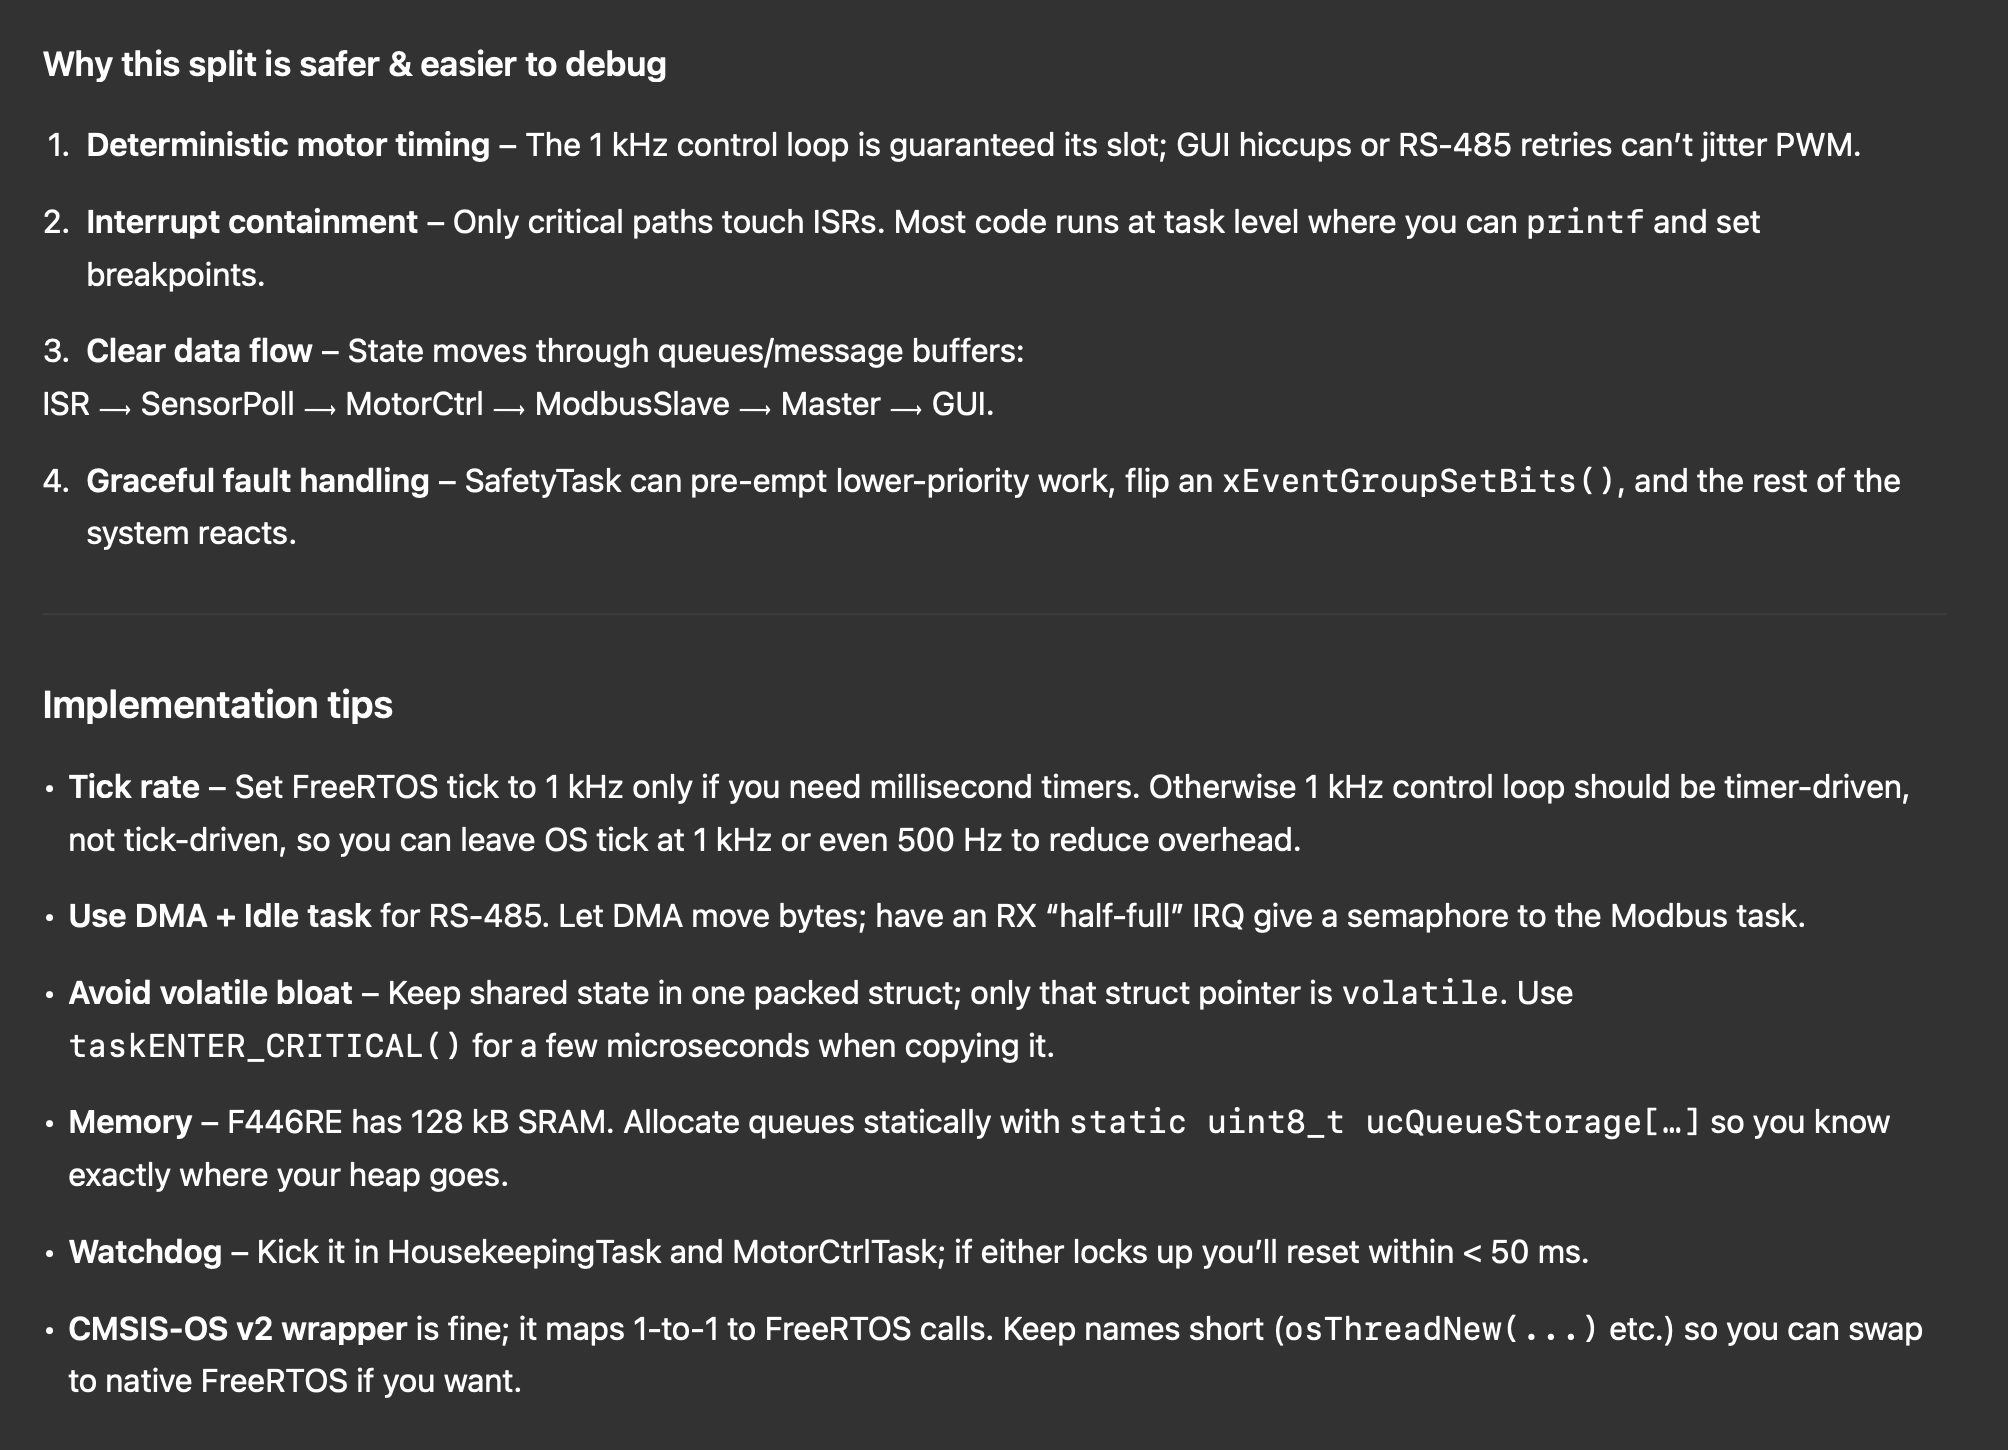 Why this split is safer & easier to debug
1. Deterministic motor timing – The 1 kHz control loop is guaranteed its slot; GUI hiccups or RS-485 retries can’t jitter PWM.
2. Interrupt containment – Only critical paths touch ISRs. Most code runs at task level where you can printf and set
breakpoints.
3. Clear data flow – State moves through queues/message buffers:
ISR → SensorPoll → MotorCtrl → ModbusSlave → Master → GUI.
4. Graceful fault handling – SafetyTask can pre-empt lower-priority work, flip an xEventGroupSetBits(), and the rest of the
system reacts.
Implementation tips
• Tick rate – Set FreeRTOS tick to 1 kHz only if you need millisecond timers. Otherwise 1 kHz control loop should be timer-driven,
not tick-driven, so you can leave OS tick at 1 kHz or even 500 Hz to reduce overhead.
• Use DMA + Idle task for RS-485. Let DMA move bytes; have an RX “half-full” IRQ give a semaphore to the Modbus task.
• Avoid volatile bloat – Keep shared state in one packed struct; only that struct pointer is volatile. Use
taskENTER_CRITICAL() for a few microseconds when copying it.
• Memory – F446RE has 128 kB SRAM. Allocate queues statically with static uint8_t ucQueueStorage[…] so you know
exactly where your heap goes.
• Watchdog – Kick it in HousekeepingTask and MotorCtrlTask; if either locks up you’ll reset within < 50 ms.
• CMSIS-OS v2 wrapper is fine; it maps 1-to-1 to FreeRTOS calls. Keep names short (osThreadNew(...) etc.) so you can swap
to native FreeRTOS if you want.